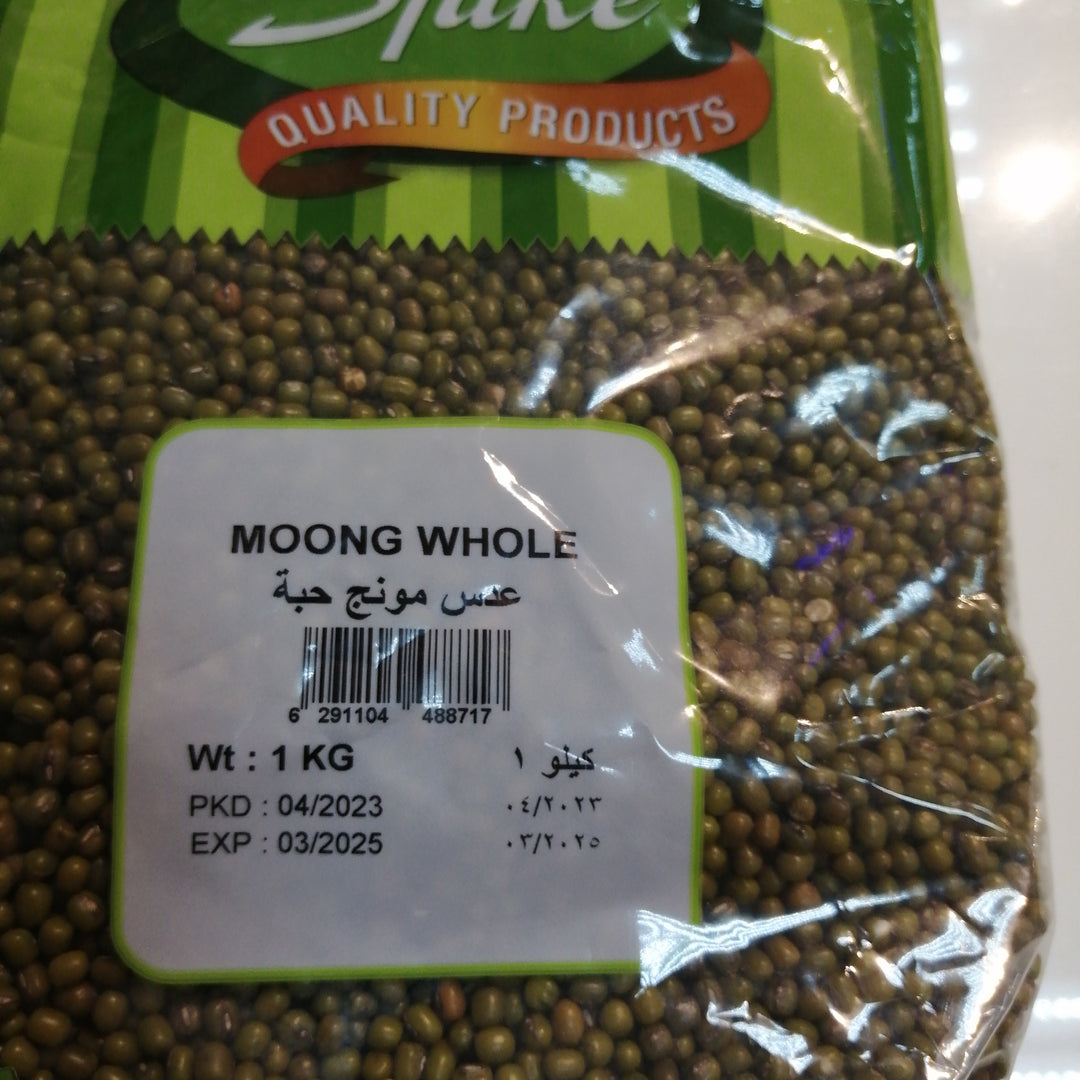 QUALITY PRODUCTS
MOONG WHOLE
عدس مونج حبة
6 291104 488717
Wt : 1 KG
كيلو ١
PKD : 04/2023
٠٤/٢٠٢٣
EXP : 03/2025
٠٣/٢٠٢٥